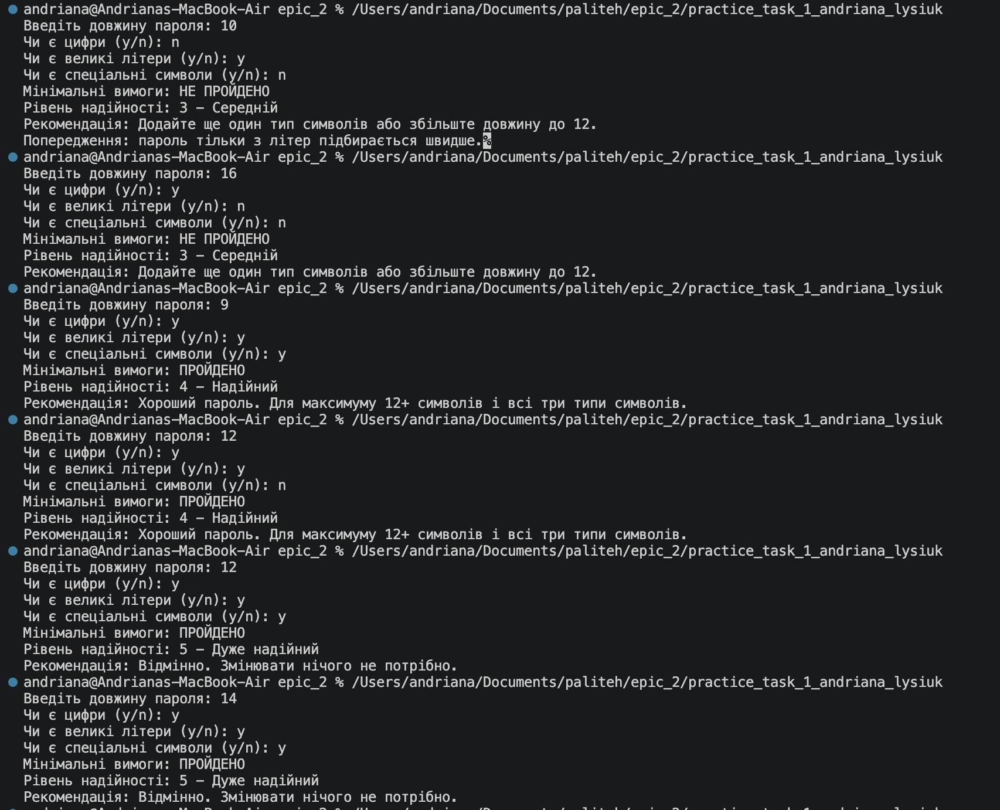 andriana@Andrianas-MacBook-Air epic_2 % /Users/andriana/Documents/paliteh/epic_2/practice_task_1_andriana_lysiuk
Введіть довжину пароля: 10
Чи є цифри (y/n): n
Чи є великі літери (y/n): y
Чи є спеціальні символи (y/n): n
Мінімальні вимоги: НЕ ПРОЙДЕНО
Рівень надійності: 3 – Середній
Рекомендація: Додайте ще один тип символів або збільште довжину до 12.
Попередження: пароль тільки з літер підбирається швидше.%
andriana@Andrianas-MacBook-Air epic_2 % /Users/andriana/Documents/paliteh/epic_2/practice_task_1_andriana_lysiuk
Введіть довжину пароля: 16
Чи є цифри (y/n): y
Чи є великі літери (y/n): n
Чи є спеціальні символи (y/n): n
Мінімальні вимоги: НЕ ПРОЙДЕНО
Рівень надійності: 3 – Середній
Рекомендація: Додайте ще один тип символів або збільште довжину до 12.
andriana@Andrianas-MacBook-Air epic_2 % /Users/andriana/Documents/paliteh/epic_2/practice_task_1_andriana_lysiuk
Введіть довжину пароля: 9
Чи є цифри (y/n): y
Чи є великі літери (y/n): y
Чи є спеціальні символи (y/n): y
Мінімальні вимоги: ПРОЙДЕНО
Рівень надійності: 4 – Надійний
Рекомендація: Хороший пароль. Для максимуму 12+ символів і всі три типи символів.
andriana@Andrianas-MacBook-Air epic_2 % /Users/andriana/Documents/paliteh/epic_2/practice_task_1_andriana_lysiuk
Введіть довжину пароля: 12
Чи є цифри (y/n): y
Чи є великі літери (y/n): y
Чи є спеціальні символи (y/n): n
Мінімальні вимоги: ПРОЙДЕНО
Рівень надійності: 4 – Надійний
Рекомендація: Хороший пароль. Для максимуму 12+ символів і всі три типи символів.
andriana@Andrianas-MacBook-Air epic_2 % /Users/andriana/Documents/paliteh/epic_2/practice_task_1_andriana_lysiuk
Введіть довжину пароля: 12
Чи є цифри (y/n): y
Чи є великі літери (y/n): y
Чи є спеціальні символи (y/n): y
Мінімальні вимоги: ПРОЙДЕНО
Рівень надійності: 5 – Дуже надійний
Рекомендація: Відмінно. Змінювати нічого не потрібно.
andriana@Andrianas-MacBook-Air epic_2 % /Users/andriana/Documents/paliteh/epic_2/practice_task_1_andriana_lysiuk
Введіть довжину пароля: 14
Чи є цифри (y/n): y
Чи є великі літери (y/n): y
Чи є спеціальні символи (y/n): y
Мінімальні вимоги: ПРОЙДЕНО
Рівень надійності: 5 – Дуже надійний
Рекомендація: Відмінно. Змінювати нічого не потрібно.